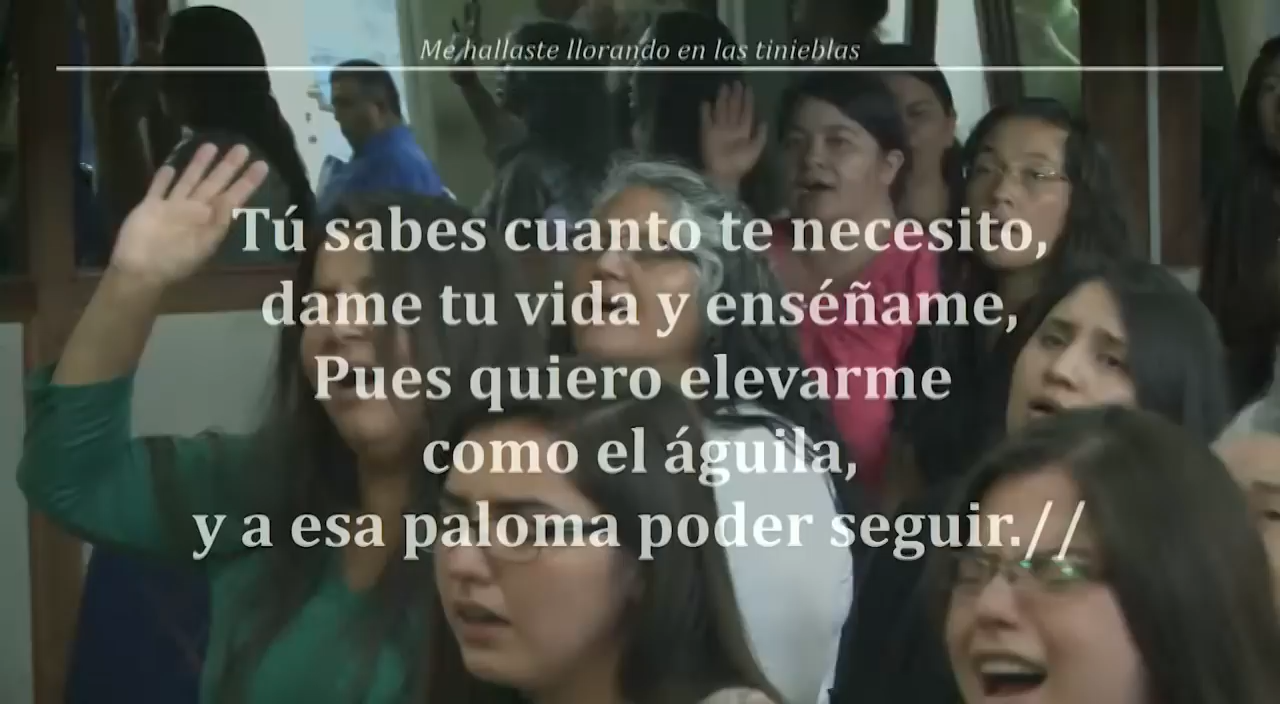 Me hallaste llorando en las tinieblas
Tú sabes cuanto te necesito,
dame tu vida y enséñame,
Pues quiero elevarme
como el águila,
y a esa paloma poder seguir.//